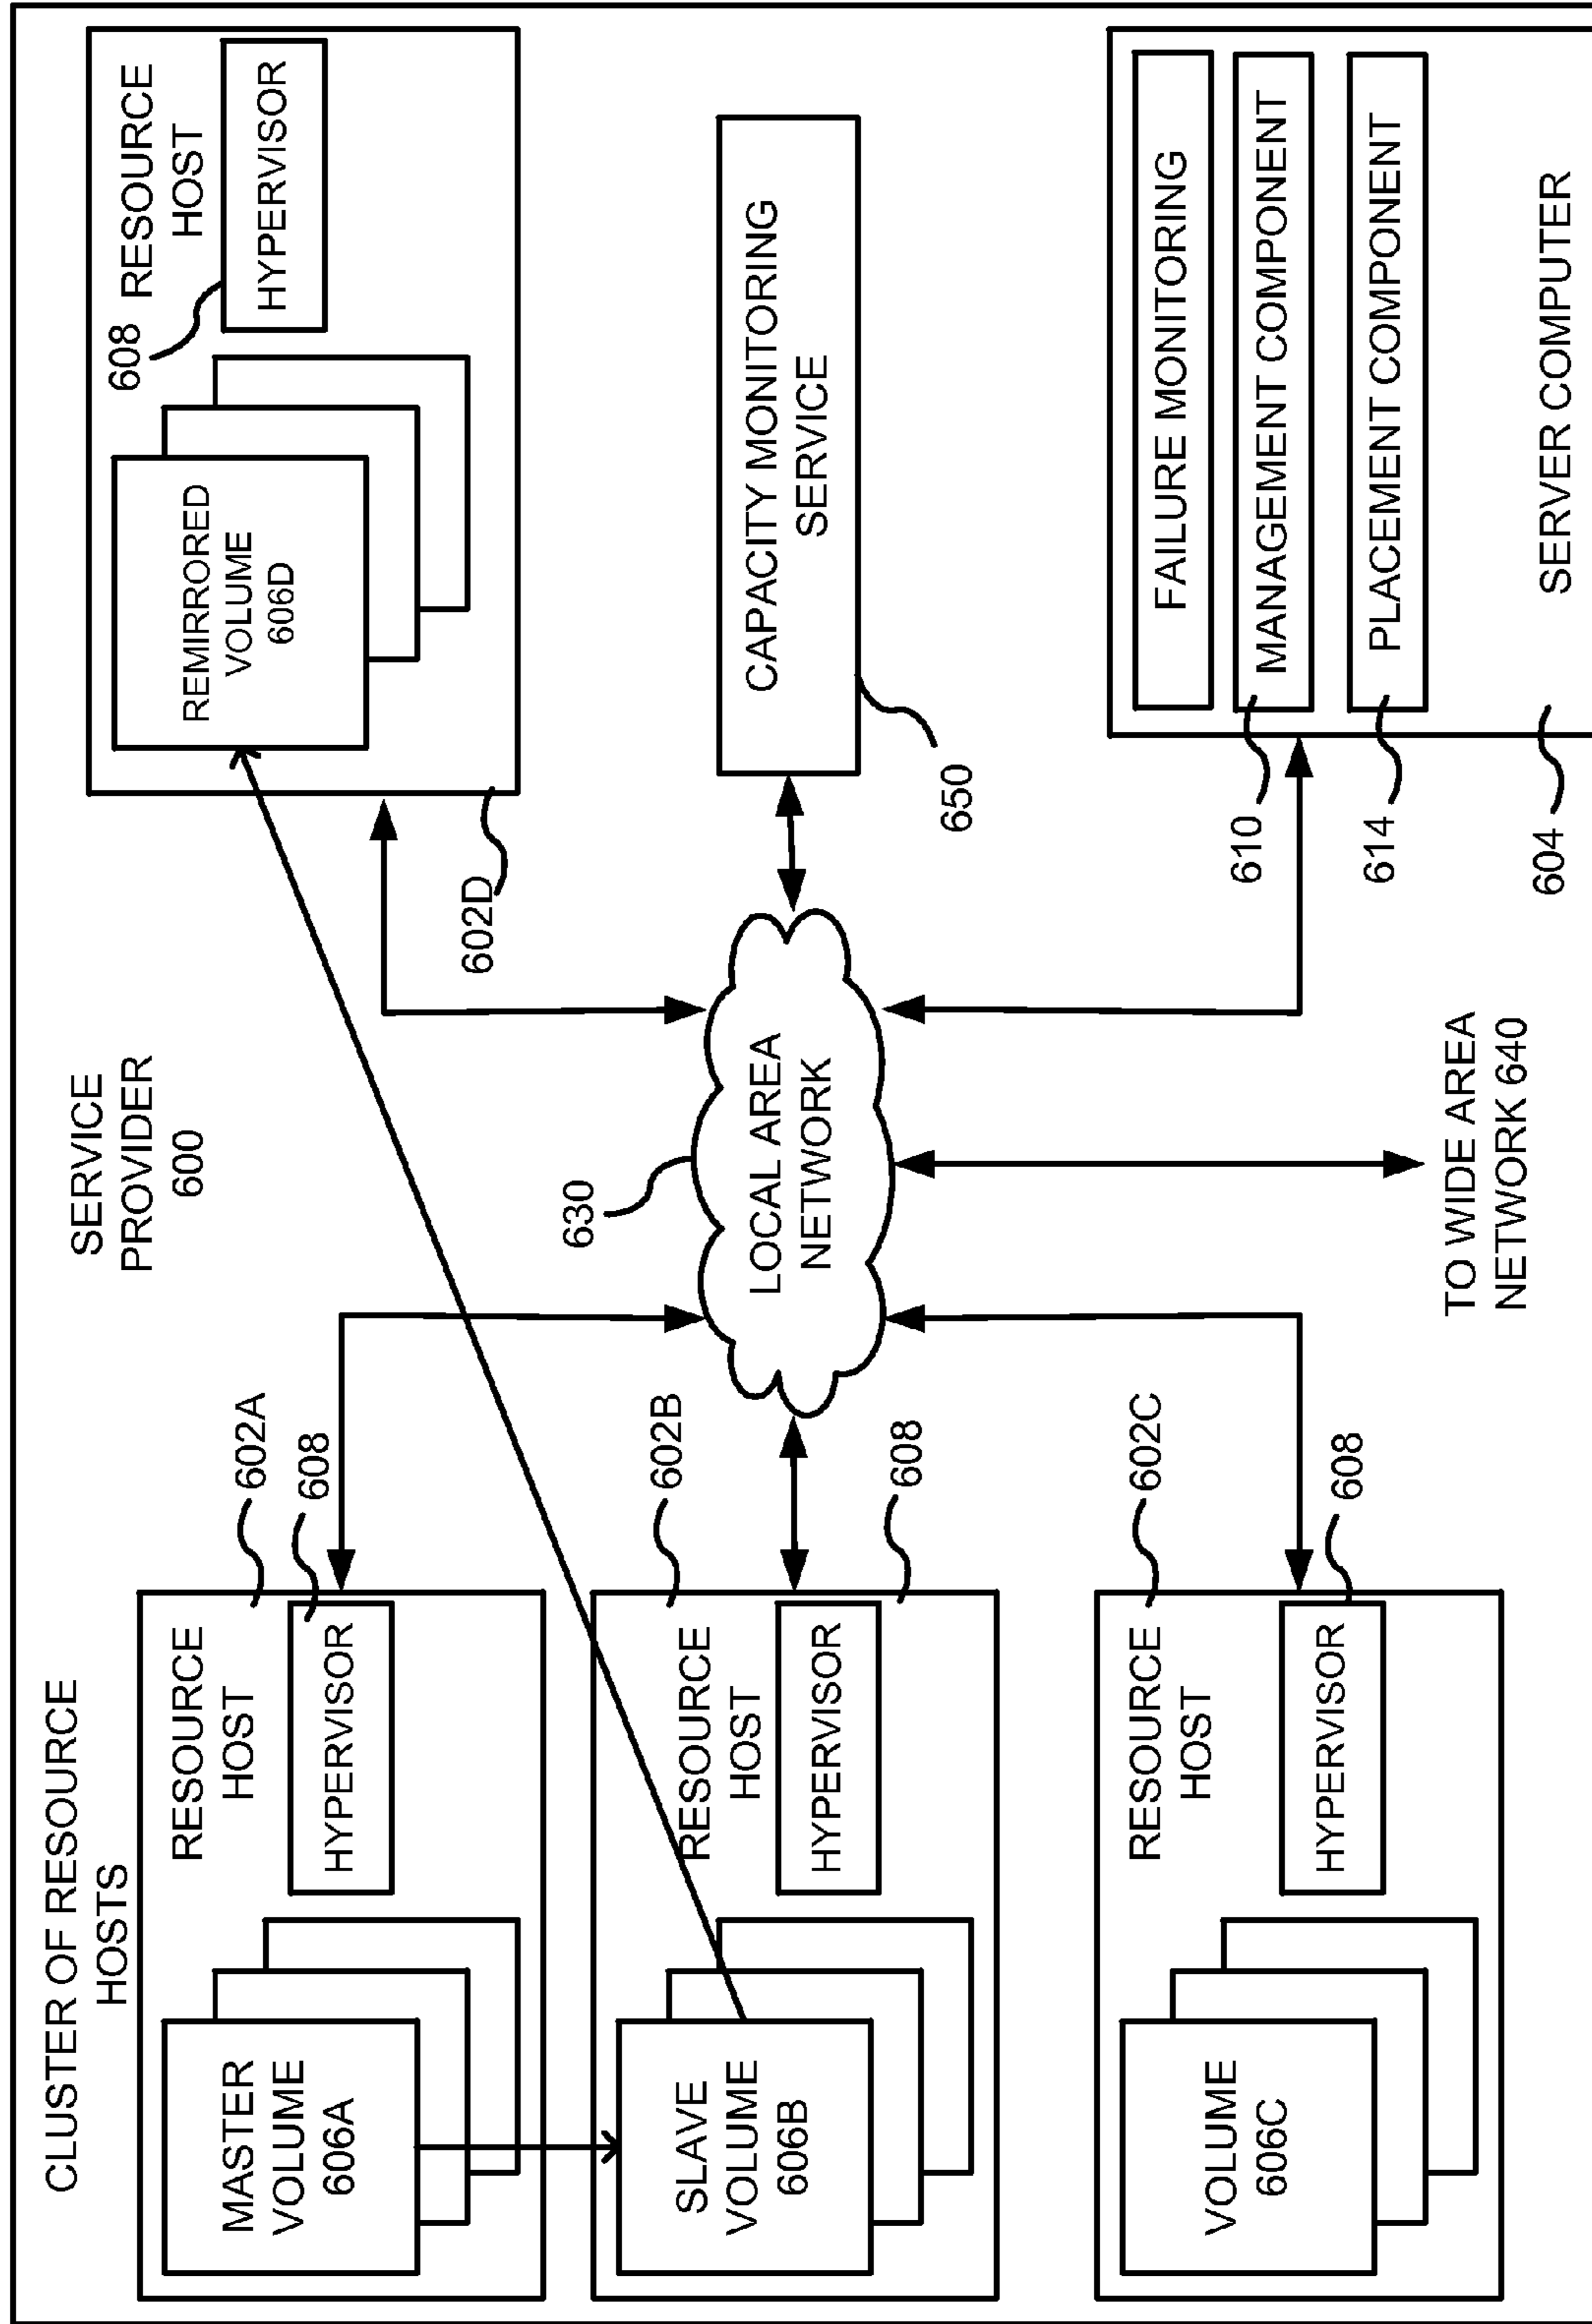 CLUSTER OF RESOURCE
HOSTS
SERVICE
PROVIDER
600
MASTER
VOLUME
606A
RESOURCE
HOST
HYPERVISOR
602A
608
SLAVE
VOLUME
606B
RESOURCE
HOST
HYPERVISOR
602B
608
VOLUME
606C
RESOURCE
HOST
HYPERVISOR
602C
608
630
LOCAL AREA
NETWORK
TO WIDE AREA
NETWORK 640
REMIRRORED
VOLUME
606D
608
RESOURCE
HOST
HYPERVISOR
602D
CAPACITY MONITORING
SERVICE
650
FAILURE MONITORING
MANAGEMENT COMPONENT
PLACEMENT COMPONENT
SERVER COMPUTER
610
614
604